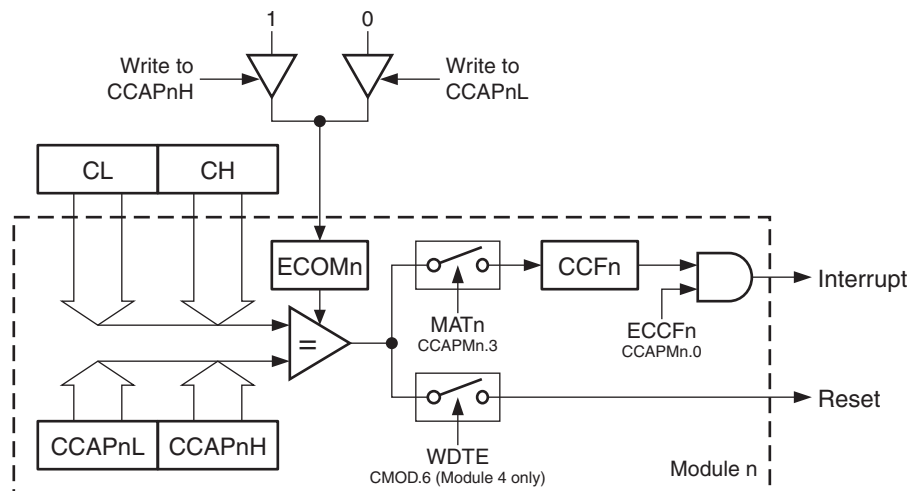 1
0
Write to
CCAPnH
Write to
CCAPnL
CL
CH
ECOMn
CCFn
Interrupt
MATn
CCAPMn.3
ECCFn
CCAPMn.0
=
Reset
CCAPnL
CCAPnH
WDTE
CMOD.6 (Module 4 only)
Module n